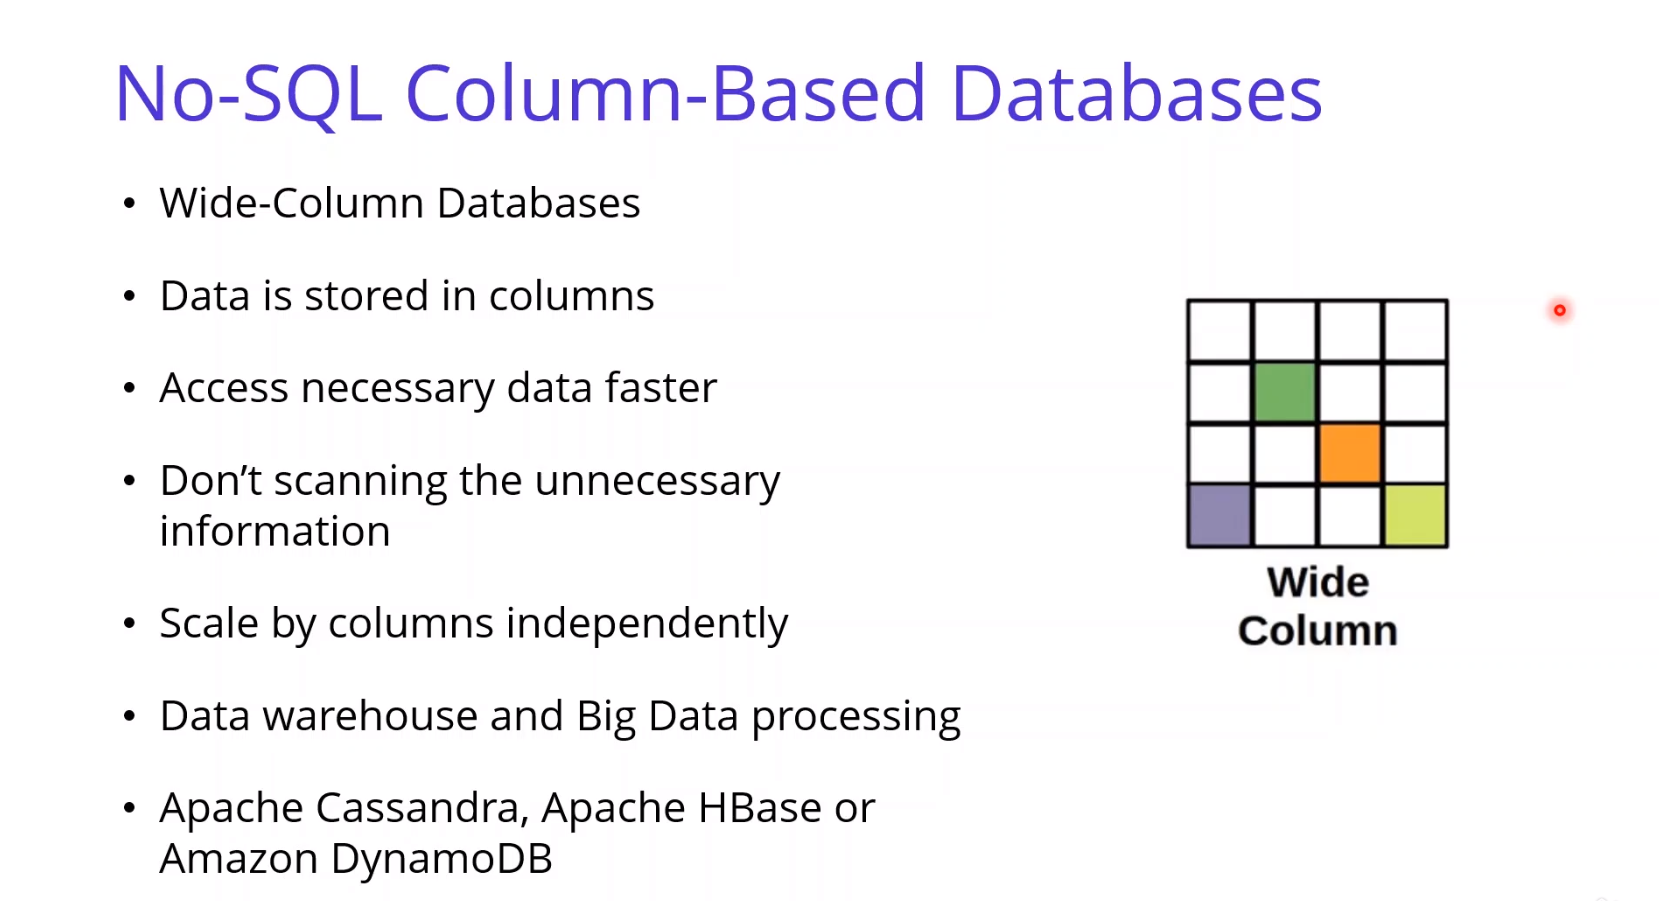 No-SQL Column-Based Databases
• Wide-Column Databases
• Data is stored in columns
• Access necessary data faster
• Don’t scanning the unnecessary
information
• Scale by columns independently
• Data warehouse and Big Data processing
• Apache Cassandra, Apache HBase or
Amazon DynamoDB
Wide
Column